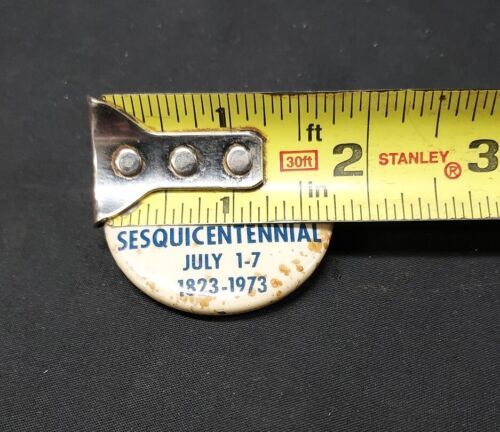 1
ft
30ft 2 STANLEY ® 3
in
1
SESQUICENTENNIAL
JULY 1-7
1823-1973